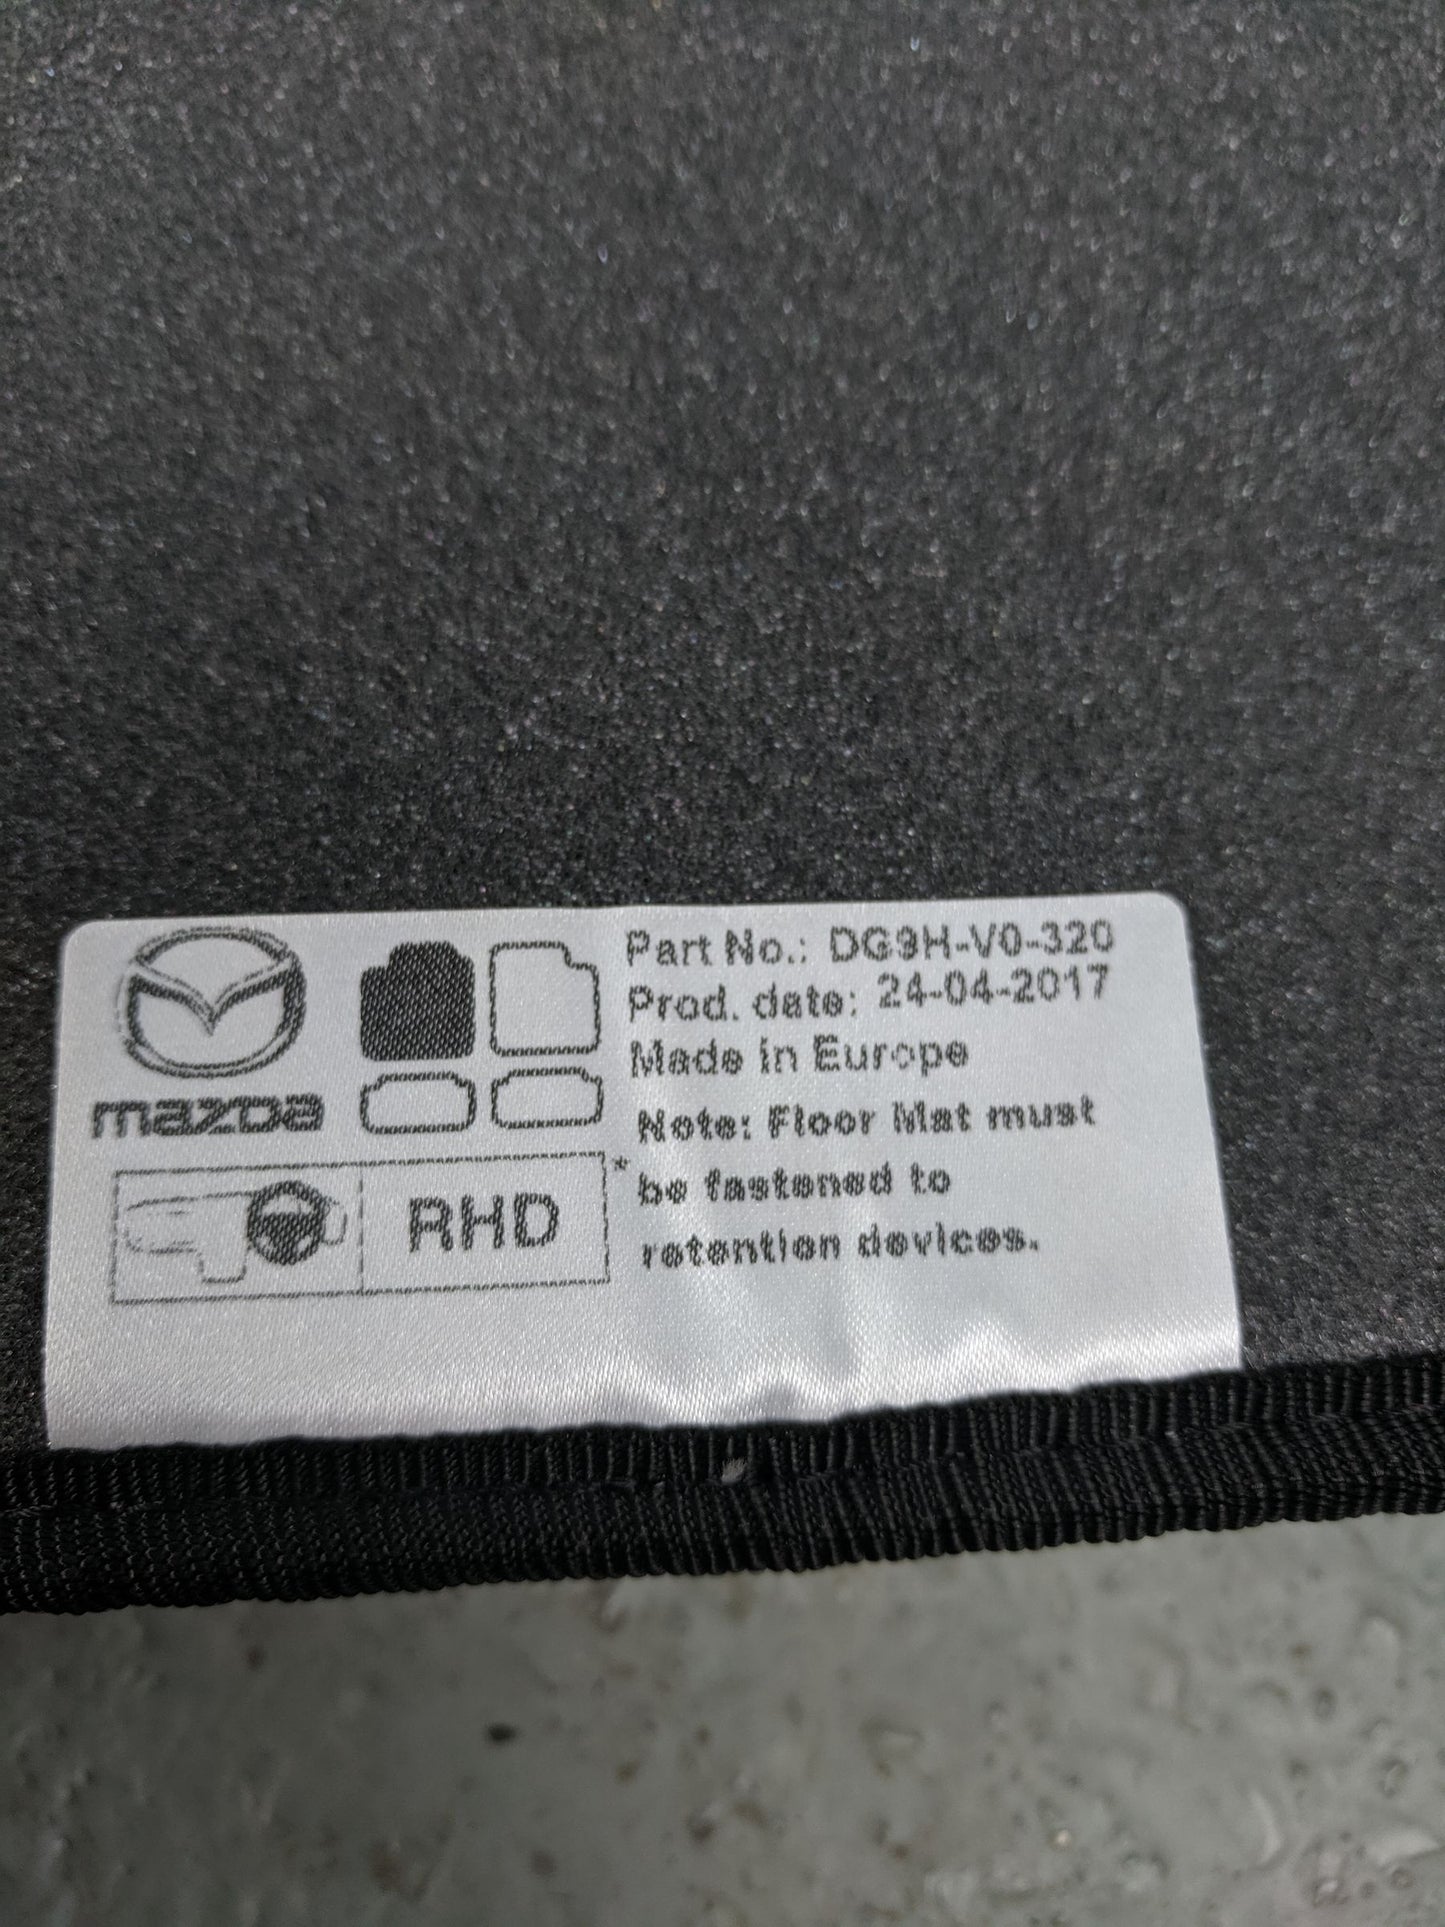 Part No.: DG9H-V0-320
Prod. date: 24-04-2017
Made in Europe
Note: Floor Mat must
be fastened to
retention devices.
mazda
RHD *